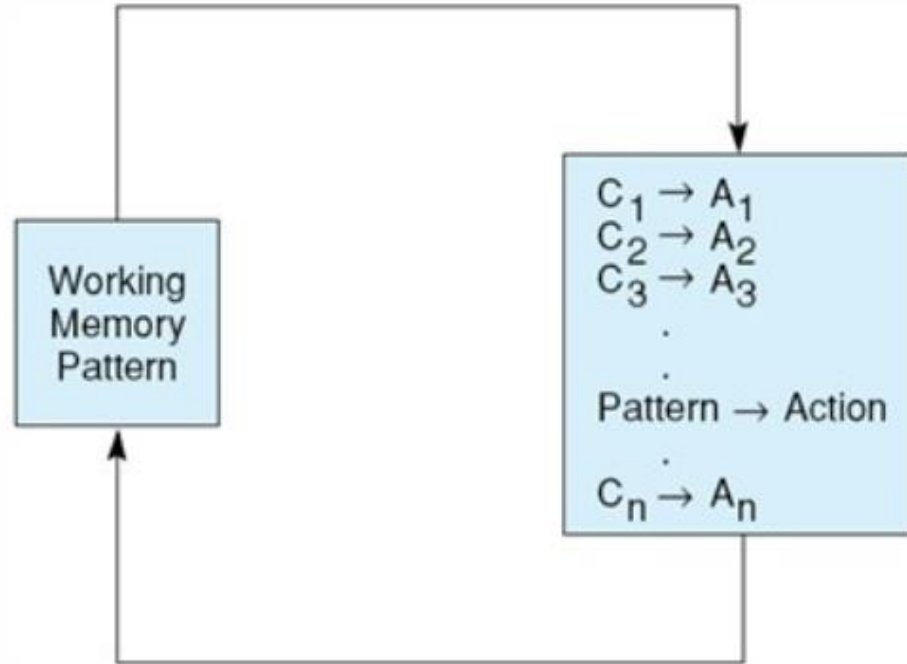 Working
Memory
Pattern
C₁ → A₁
C₂ → A₂
C₃ → A₃
.
.
Pattern → Action
.
Cₙ → Aₙ